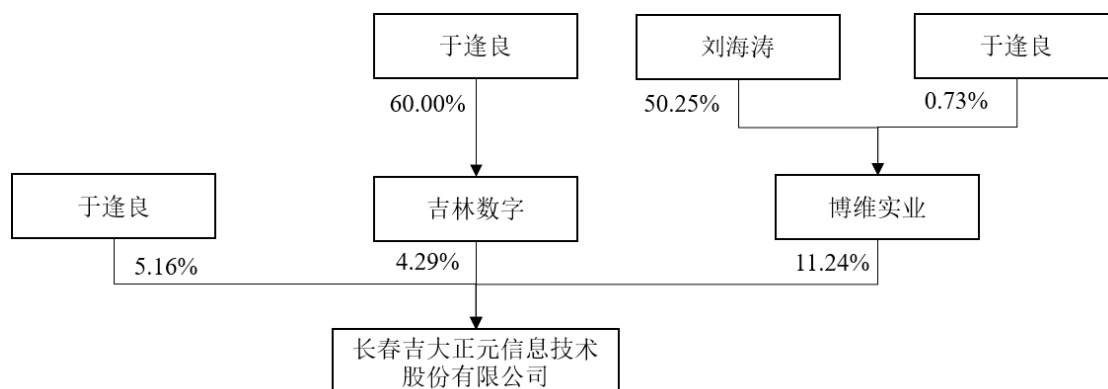 于逢良
刘海涛
于逢良
60.00%
50.25%
0.73%
于逢良
吉林数字
博维实业
5.16%
4.29%
11.24%
长春吉大正元信息技术
股份有限公司